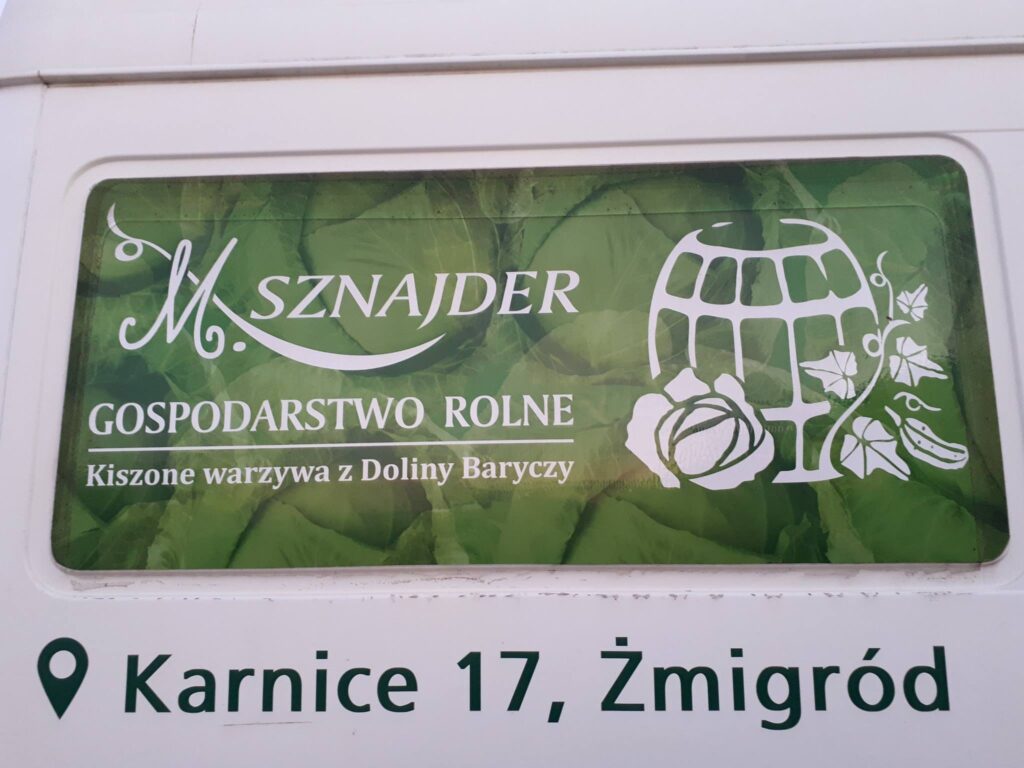 M. SZNAJDER
GOSPODARSTWO ROLNE
Kiszone warzywa z Doliny Baryczy
Karnice 17, Żmigród